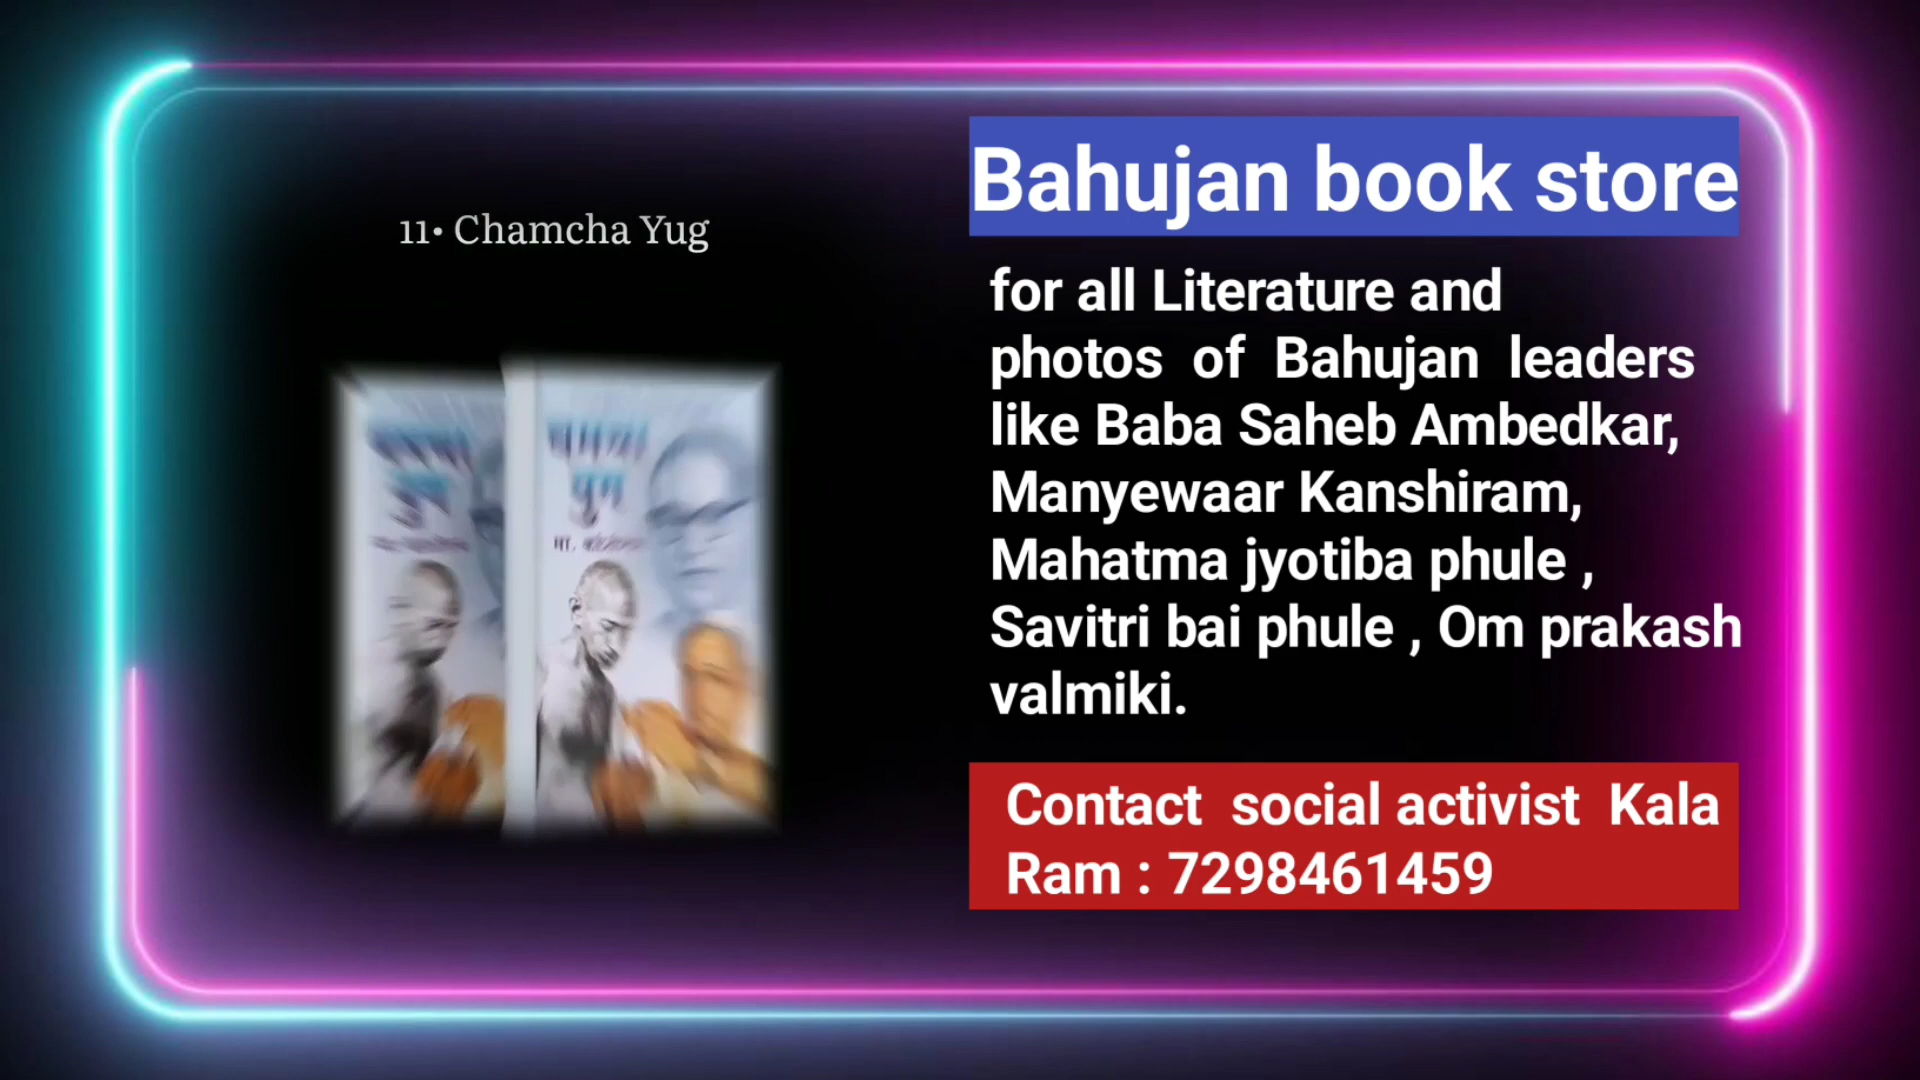 11• Chamcha Yug
चमचा
युग
Bahujan book store
for all Literature and
photos of Bahujan leaders
like Baba Saheb Ambedkar,
Manyewaar Kanshiram,
Mahatma jyotiba phule ,
Savitri bai phule , Om prakash
valmiki.
Contact social activist Kala
Ram : 7298461459